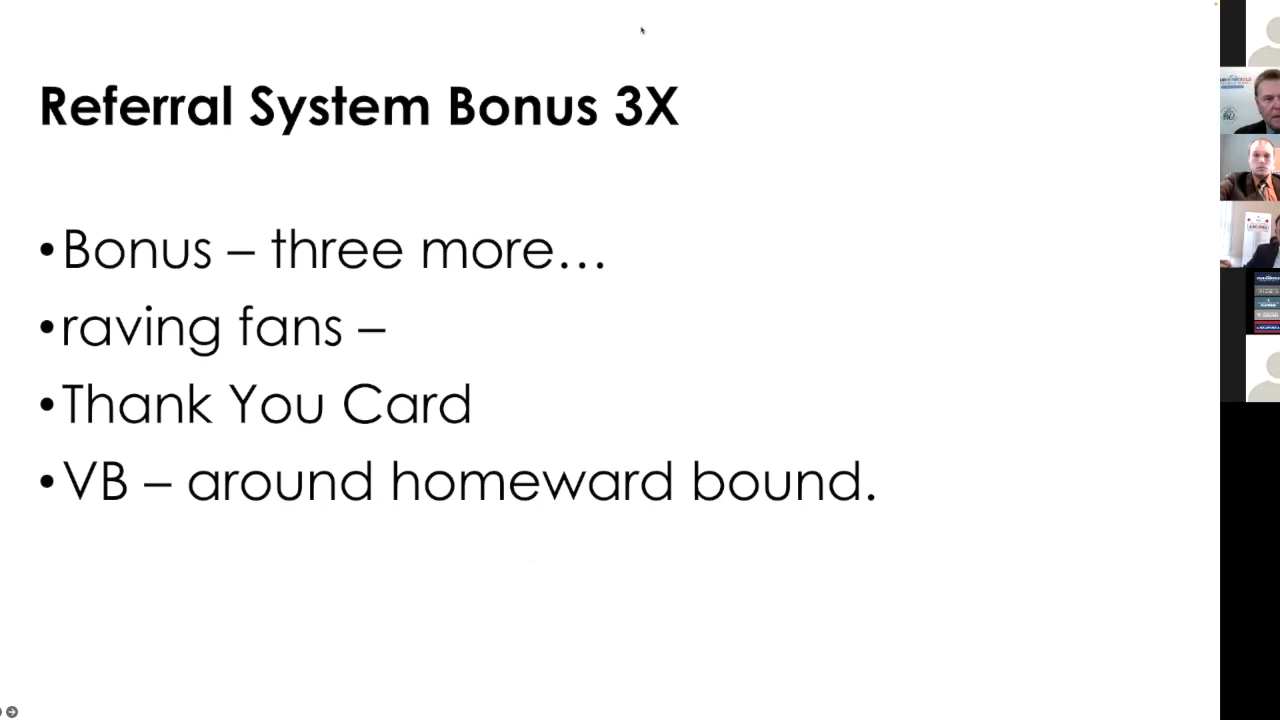 Referral System Bonus 3X
•Bonus – three more…
•raving fans –
•Thank You Card
•VB – around homeward bound.